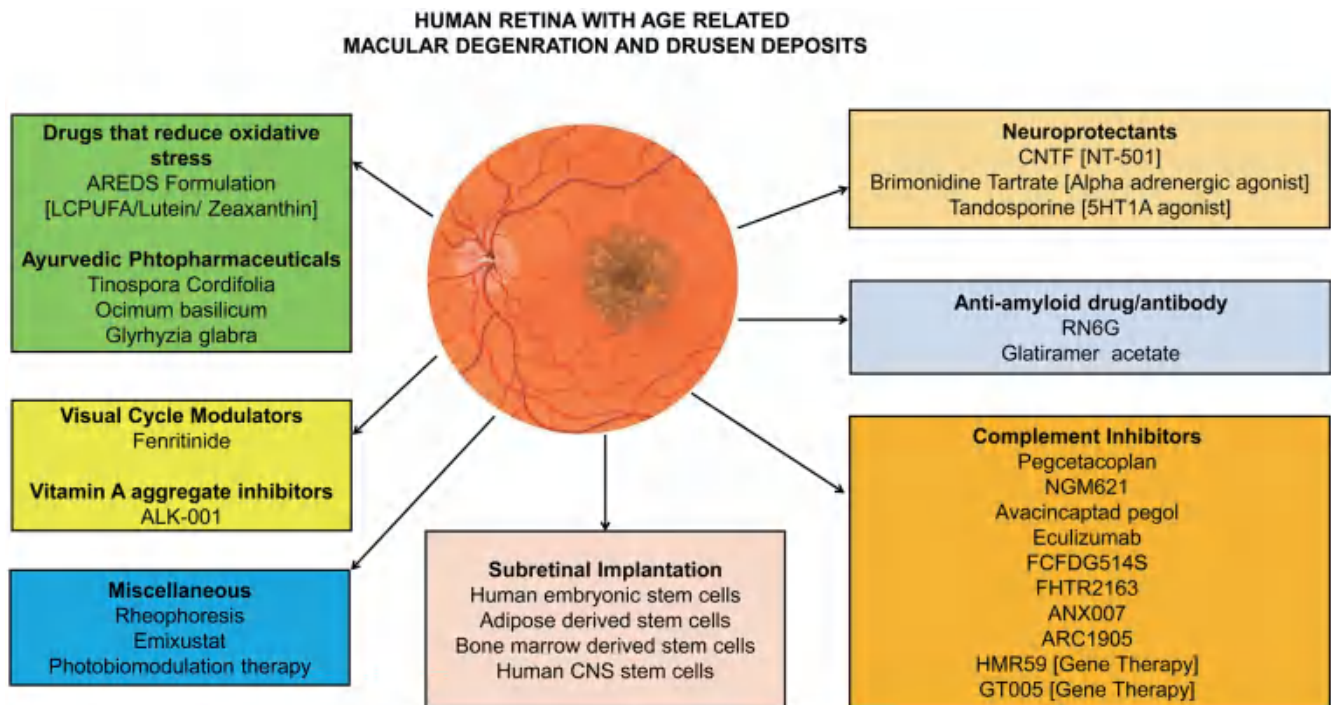 HUMAN RETINA WITH AGE RELATED
MACULAR DEGENRATION AND DRUSEN DEPOSITS
Drugs that reduce oxidative
stress
AREDS Formulation
[LCPUFA/Lutein/ Zeaxanthin]
Ayurvedic Phtopharmaceuticals
Tinospora Cordifolia
Ocimum basilicum
Glyrhyzia glabra
Visual Cycle Modulators
Fenritinide
Vitamin A aggregate inhibitors
ALK-001
Miscellaneous
Rheophoresis
Emixustat
Photobiomodulation therapy
Subretinal Implantation
Human embryonic stem cells
Adipose derived stem cells
Bone marrow derived stem cells
Human CNS stem cells
Neuroprotectants
CNTF [NT-501]
Brimonidine Tartrate [Alpha adrenergic agonist]
Tandosporine [5HT1A agonist]
Anti-amyloid drug/antibody
RN6G
Glatiramer acetate
Complement Inhibitors
Pegcetacoplan
NGM621
Avacincaptad pegol
Eculizumab
FCFDG514S
FHTR2163
ANX007
ARC1905
HMR59 [Gene Therapy]
GT005 [Gene Therapy]